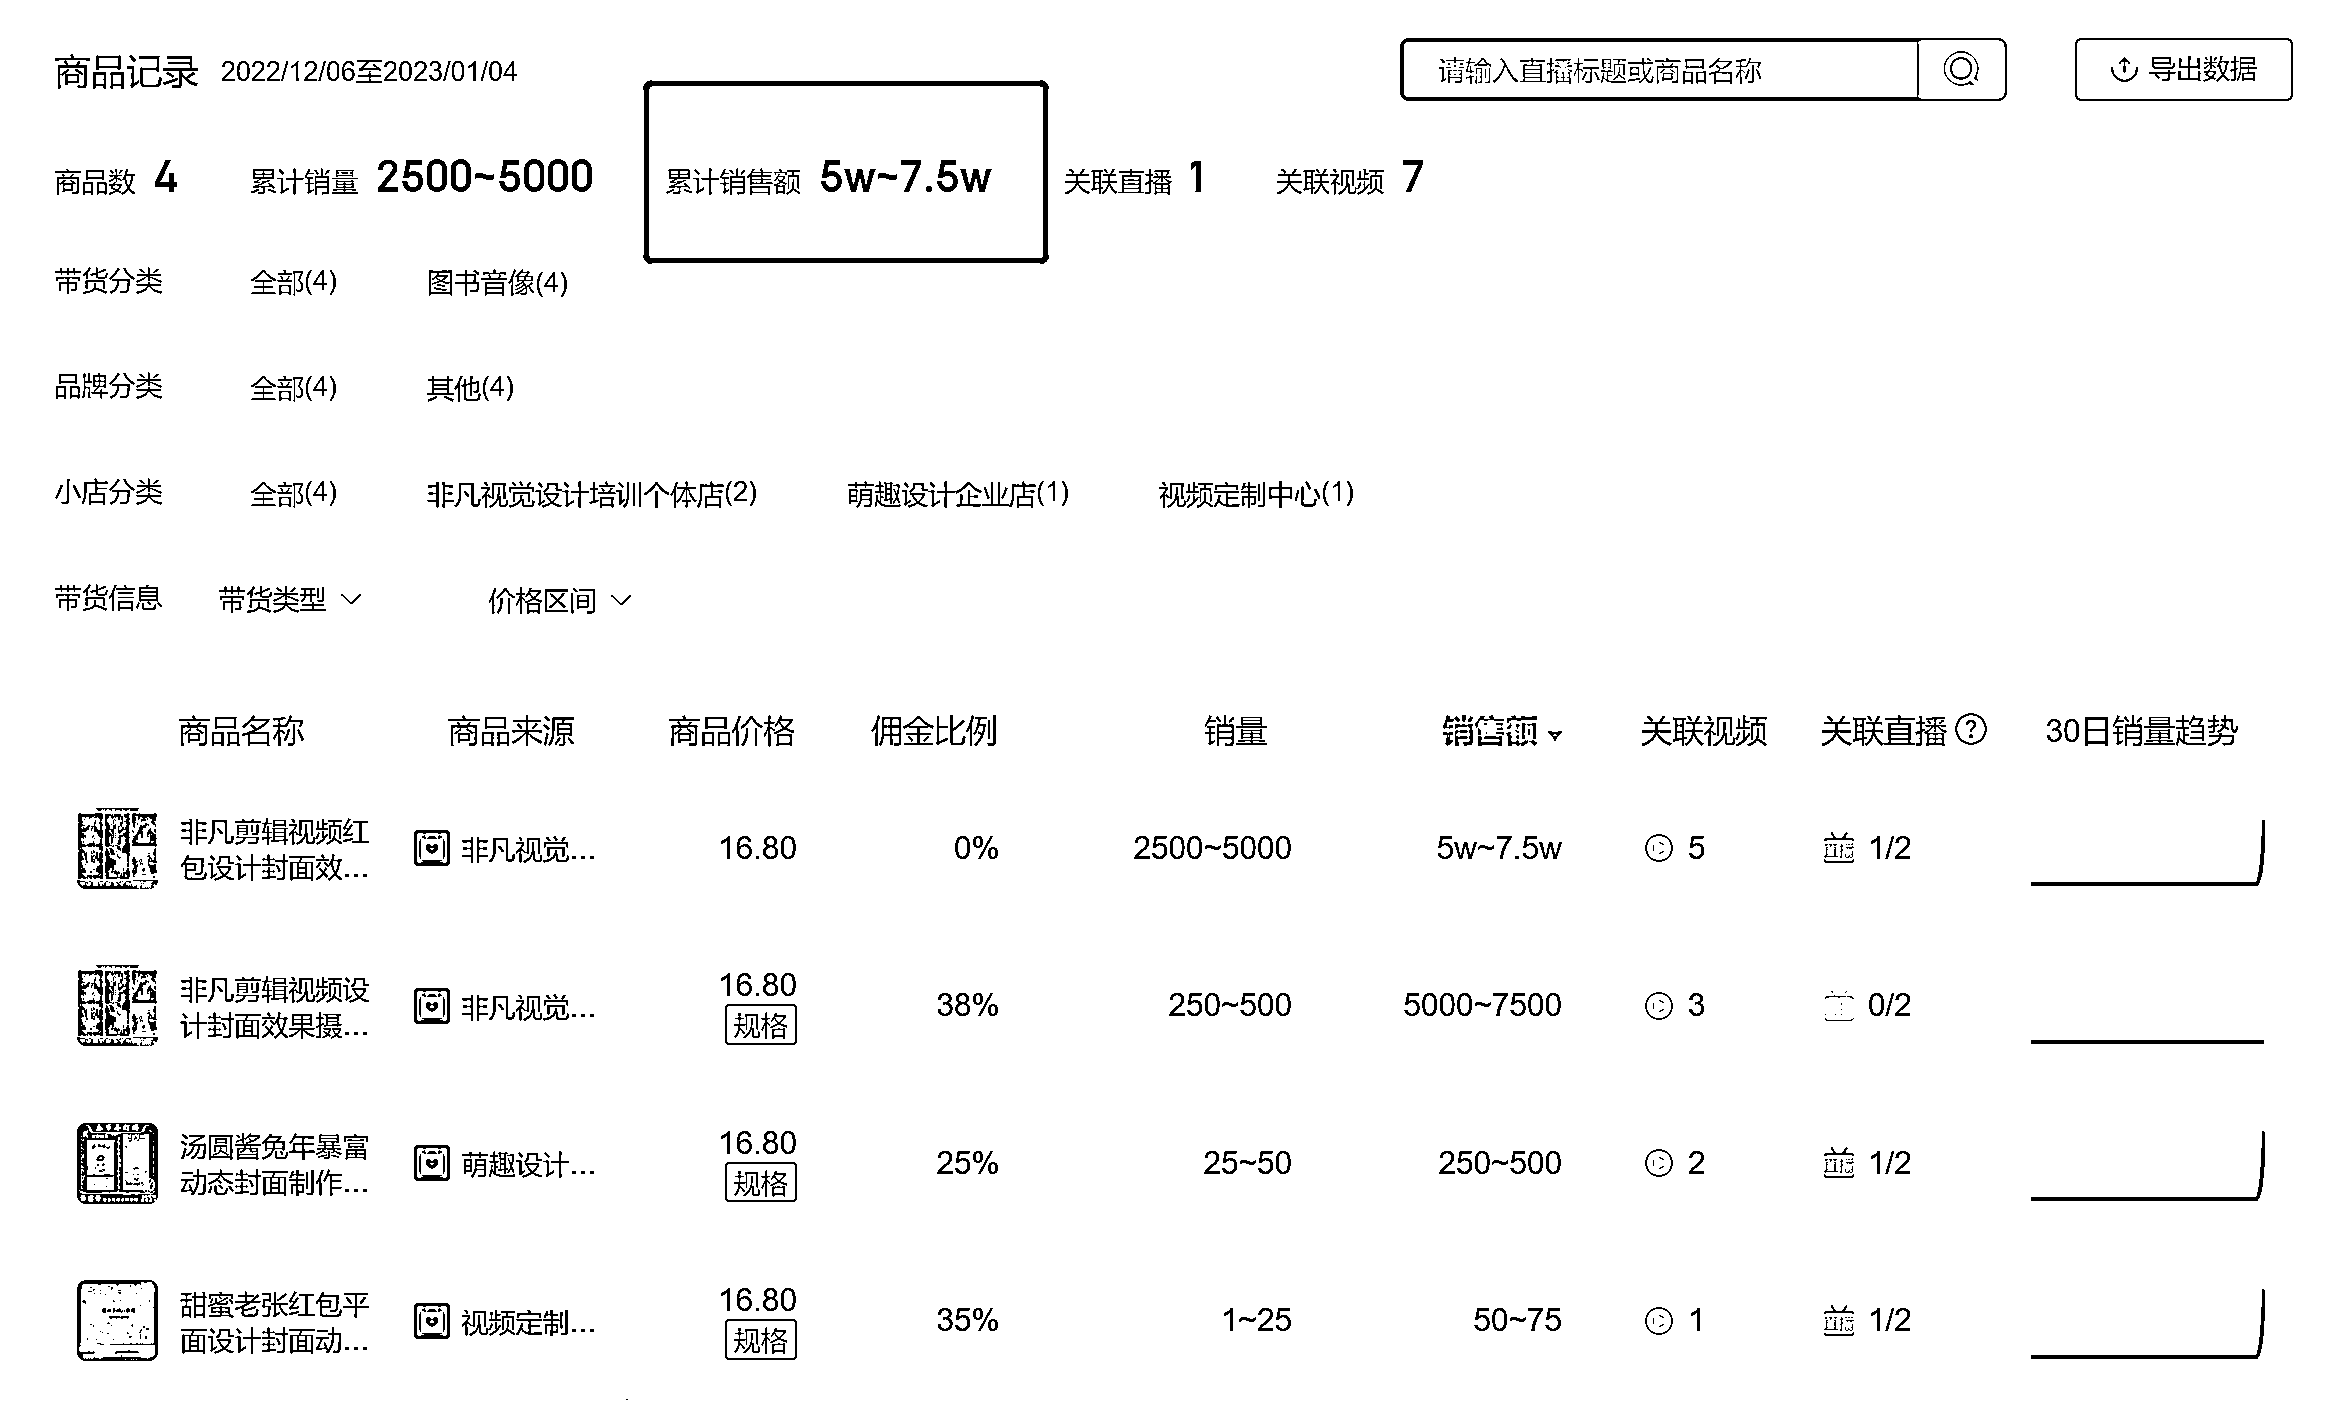 商品记录 2022/12/06至2023/01/04 请输入直播标题或商品名称 导出数据
商品数 4 累计销量 2500~5000 累计销售额 5w~7.5w 关联直播 1 关联视频 7
带货分类 全部(4) 图书音像(4)
品牌分类 全部(4) 其他(4)
小店分类 全部(4) 非凡视觉设计培训个体店(2) 萌趣设计企业店(1) 视频定制中心(1)
带货信息 带货类型 价格区间
商品名称 商品来源 商品价格 佣金比例 销量 销售额 关联视频 关联直播 ? 30日销量趋势
非凡剪辑视频红
包设计封面效... 非凡视觉... 16.80 0% 2500~5000 5w~7.5w 5 直播 1/2
非凡剪辑视频设
计封面效果摄... 非凡视觉... 16.80 38% 250~500 5000~7500 3 0/2
规格
汤圆酱兔年暴富
动态封面制作... 萌趣设计... 16.80 25% 25~50 250~500 2 直播 1/2
规格
甜蜜老张红包平
面设计封面动... 视频定制... 16.80 35% 1~25 50~75 1 直播 1/2
规格